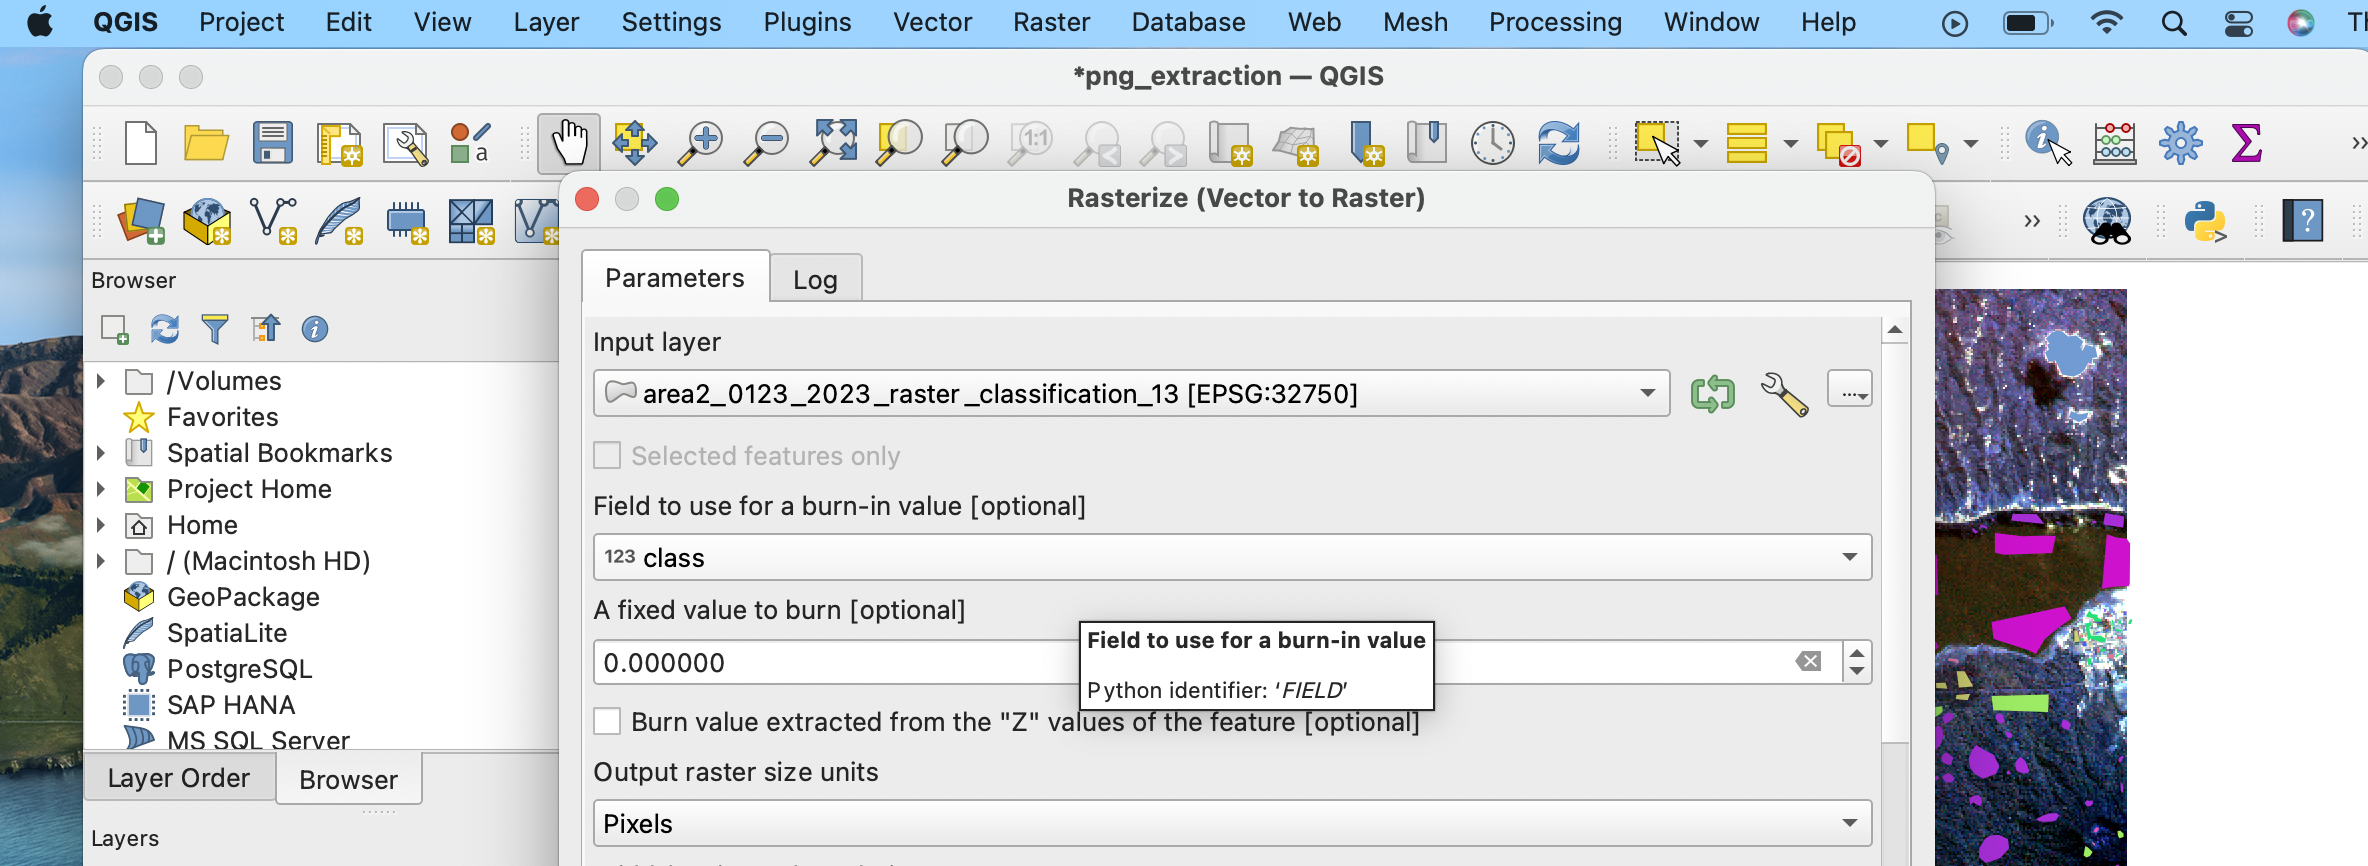 QGIS Project Edit View Layer Settings Plugins Vector Raster Database Web Mesh Processing Window Help
*png_extraction — QGIS
1:1
a
Rasterize (Vector to Raster)
Browser
/Volumes
Favorites
Spatial Bookmarks
Project Home
Home
/ (Macintosh HD)
GeoPackage
SpatiaLite
PostgreSQL
SAP HANA
MS SQL Server
Layer Order Browser
Layers
Parameters Log
Input layer
area2_0123_2023_raster_classification_13 [EPSG:32750]
...
Selected features only
Field to use for a burn-in value [optional]
123 class
A fixed value to burn [optional]
0.000000
Field to use for a burn-in value
Python identifier: 'FIELD'
Burn value extracted from the "Z" values of the feature [optional]
Output raster size units
Pixels